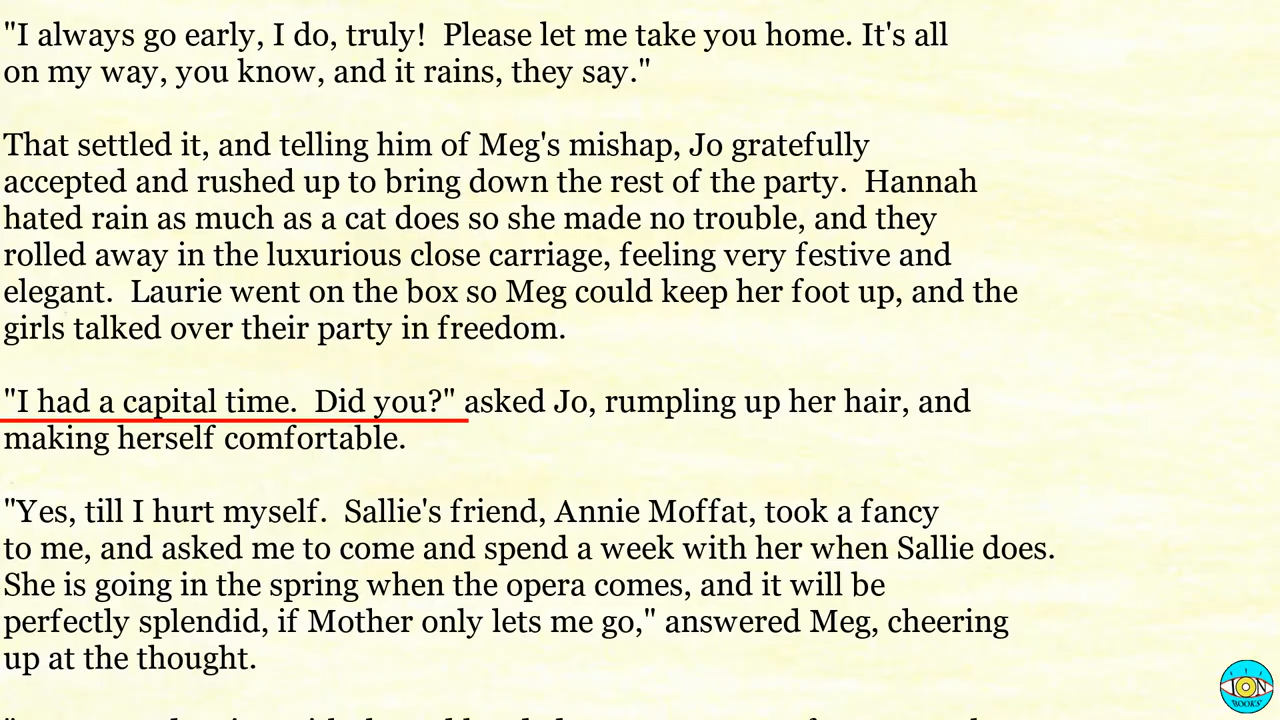 "I always go early, I do, truly!  Please let me take you home. It's all
on my way, you know, and it rains, they say."
That settled it, and telling him of Meg's mishap, Jo gratefully
accepted and rushed up to bring down the rest of the party.  Hannah
hated rain as much as a cat does so she made no trouble, and they
rolled away in the luxurious close carriage, feeling very festive and
elegant.  Laurie went on the box so Meg could keep her foot up, and the
girls talked over their party in freedom.
"I had a capital time.  Did you?" asked Jo, rumpling up her hair, and
making herself comfortable.
"Yes, till I hurt myself.  Sallie's friend, Annie Moffat, took a fancy
to me, and asked me to come and spend a week with her when Sallie does.
She is going in the spring when the opera comes, and it will be
perfectly splendid, if Mother only lets me go," answered Meg, cheering
up at the thought.
ION
BOOKS